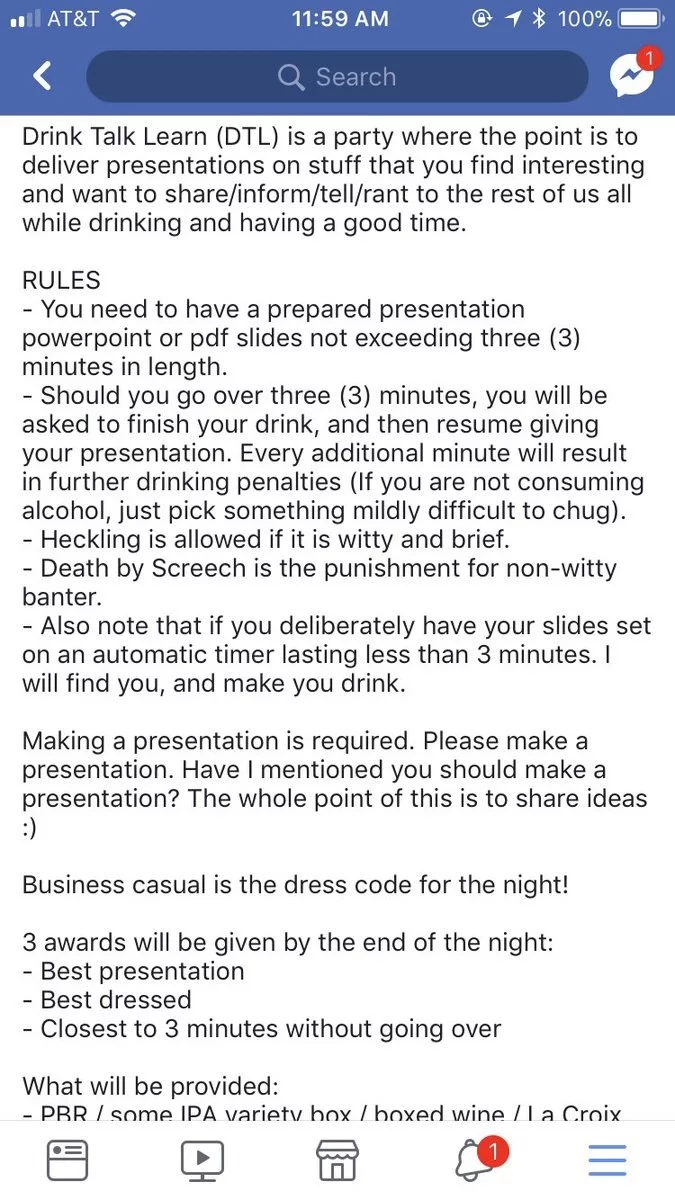 AT&T 11:59 AM 100%
Search 1
Drink Talk Learn (DTL) is a party where the point is to
deliver presentations on stuff that you find interesting
and want to share/inform/tell/rant to the rest of us all
while drinking and having a good time.
RULES
- You need to have a prepared presentation
powerpoint or pdf slides not exceeding three (3)
minutes in length.
- Should you go over three (3) minutes, you will be
asked to finish your drink, and then resume giving
your presentation. Every additional minute will result
in further drinking penalties (If you are not consuming
alcohol, just pick something mildly difficult to chug).
- Heckling is allowed if it is witty and brief.
- Death by Screech is the punishment for non-witty
banter.
- Also note that if you deliberately have your slides set
on an automatic timer lasting less than 3 minutes. I
will find you, and make you drink.
Making a presentation is required. Please make a
presentation. Have I mentioned you should make a
presentation? The whole point of this is to share ideas
:)
Business casual is the dress code for the night!
3 awards will be given by the end of the night:
- Best presentation
- Best dressed
- Closest to 3 minutes without going over
What will be provided:
- PBR / some IPA variety box / boxed wine / La Croix
1